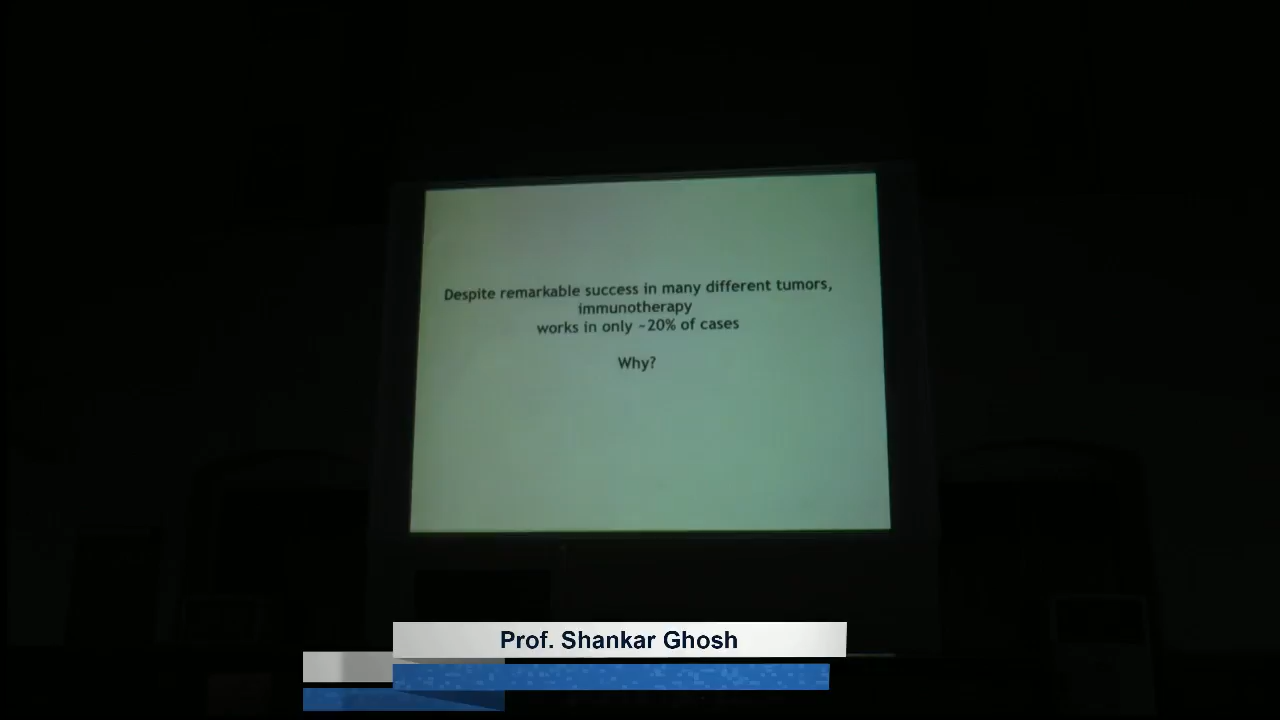 Despite remarkable success in many different tumors,
immunotherapy
works in only ~20% of cases
Why?
Prof. Shankar Ghosh